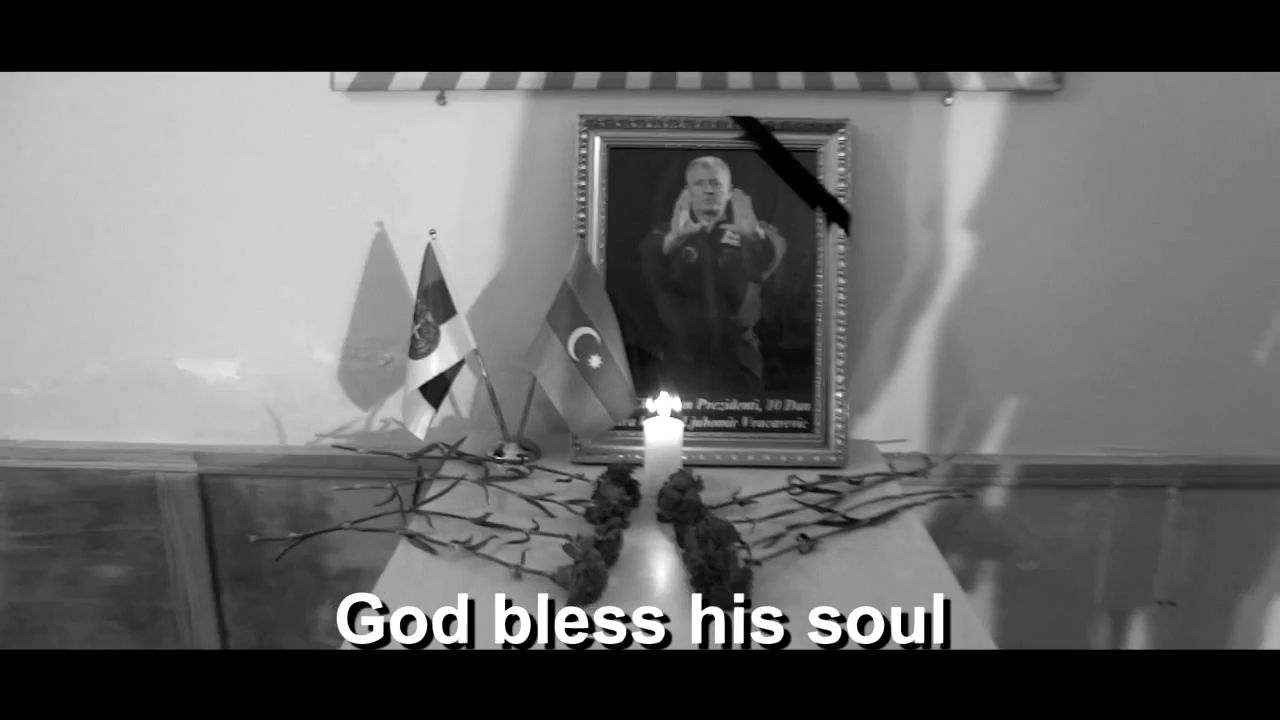 Prezidenti, 10 Dan
Ljubomir Vracarevic
God bless his soul